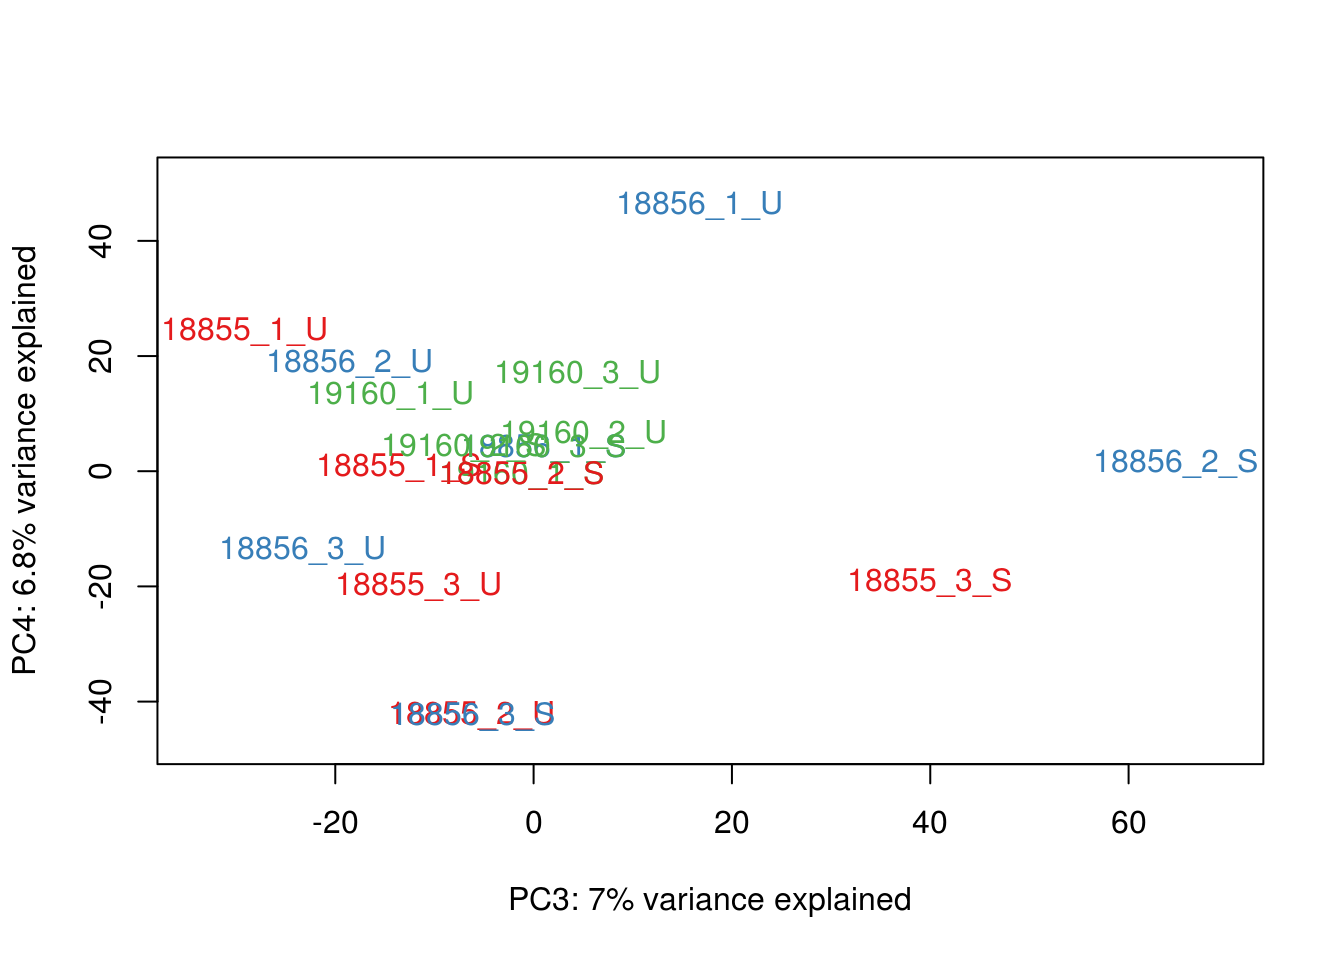 18856_1_U
40
18855_1_U
20
18856_2_U
19160_3_U
19160_1_U
19160_2_U
18855_1_S
0
18855_2_S
18856_2_S
18856_3_U
18855_3_U
-20
18855_3_S
-40
-20
0
20
40
60
PC3: 7% variance explained
PC4: 6.8% variance explained